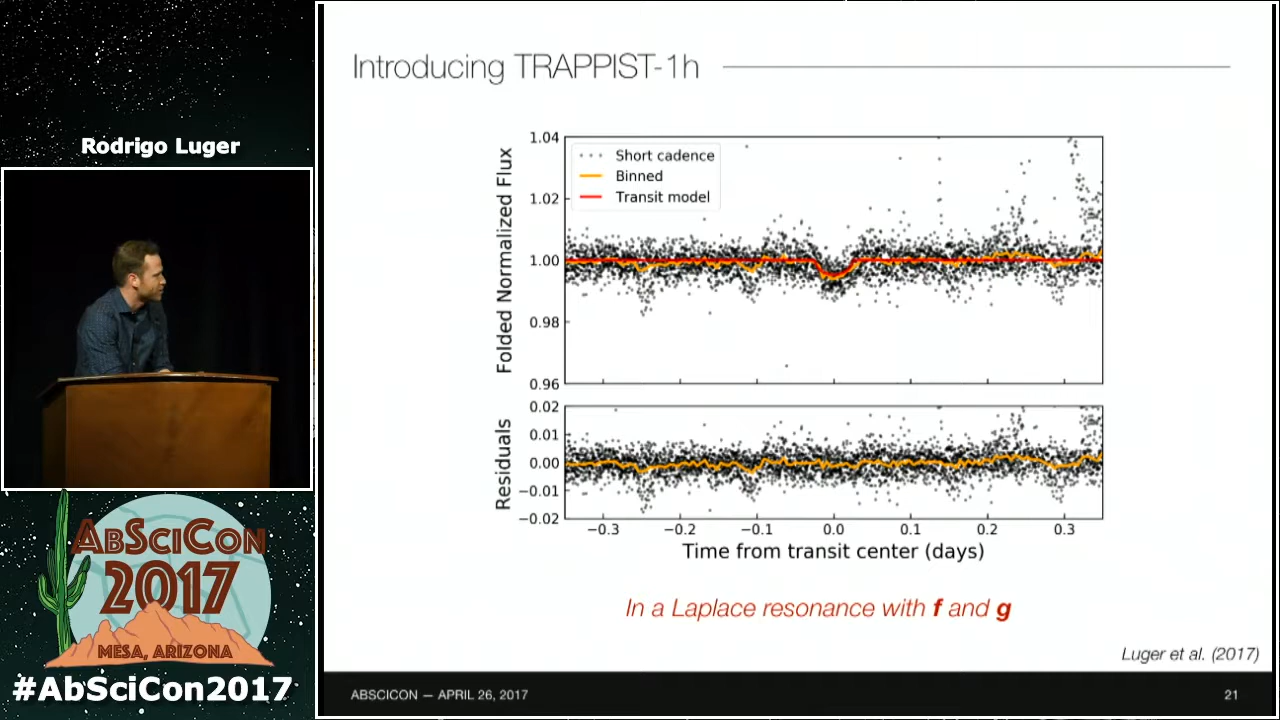 Rodrigo Luger
ABSCICON
2017
MESA, ARIZONA
#AbSciCon2017
Introducing TRAPPIST-1h
Folded Normalized Flux
1.04
1.02
1.00
0.98
0.96
Short cadence
Binned
Transit model
Residuals
0.02
0.01
0.00
−0.01
−0.02
−0.3 −0.2 −0.1 0.0 0.1 0.2 0.3
Time from transit center (days)
In a Laplace resonance with f and g
Luger et al. (2017)
ABSCICON — APRIL 26, 2017 21